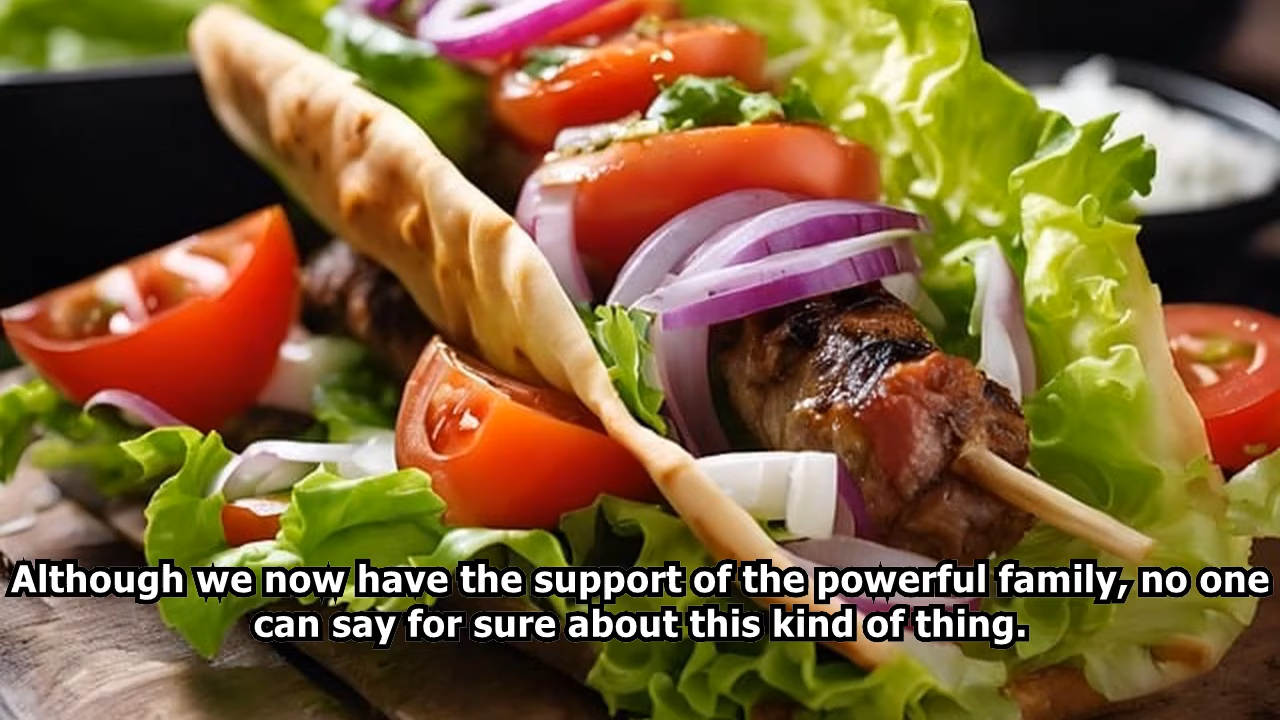 Although we now have the support of the powerful family, no one
can say for sure about this kind of thing.